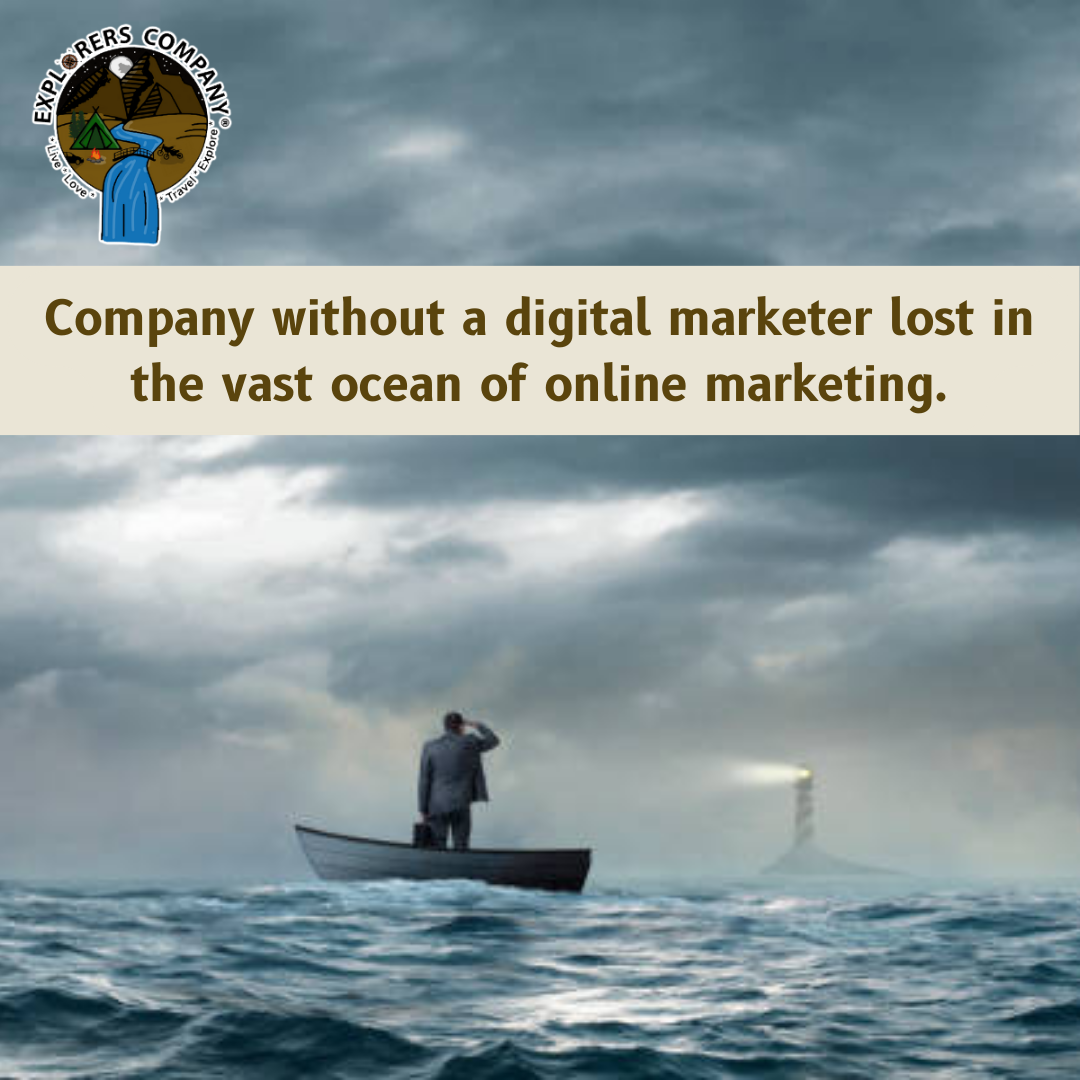 EXPLORERS COMPANY®
• Live • Love • • Travel • Explore •
Company without a digital marketer lost in
the vast ocean of online marketing.